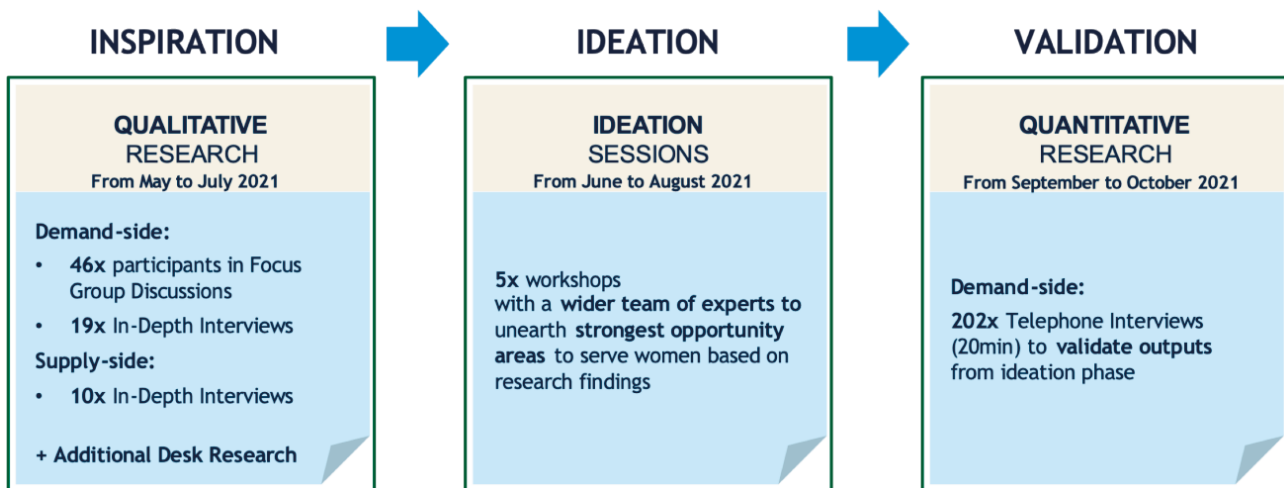 INSPIRATION
QUALITATIVE
RESEARCH
From May to July 2021
Demand-side:
• 46x participants in Focus
Group Discussions
• 19x In-Depth Interviews
Supply-side:
• 10x In-Depth Interviews
+ Additional Desk Research
IDEATION
IDEATION
SESSIONS
From June to August 2021
5x workshops
with a wider team of experts to
unearth strongest opportunity
areas to serve women based on
research findings
VALIDATION
QUANTITATIVE
RESEARCH
From September to October 2021
Demand-side:
202x Telephone Interviews
(20min) to validate outputs
from ideation phase